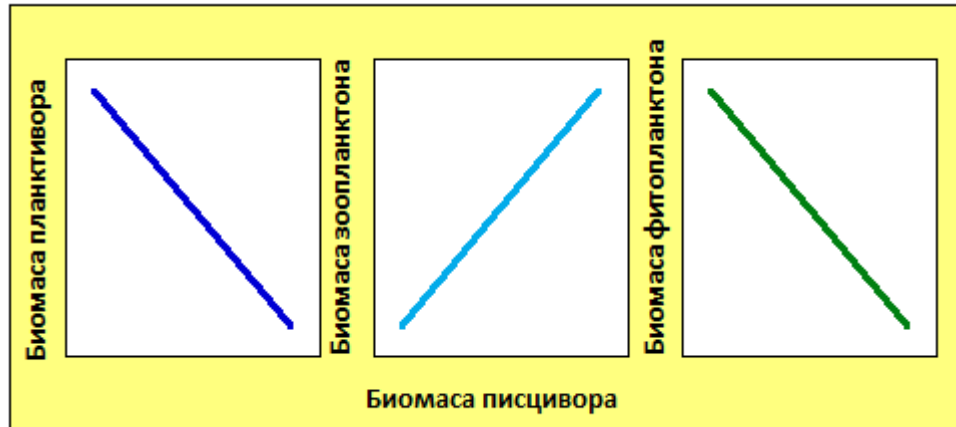 Биомаса планктивора
Биомаса зоопланктона
Биомаса фитопланктона
Биомаса писцивора